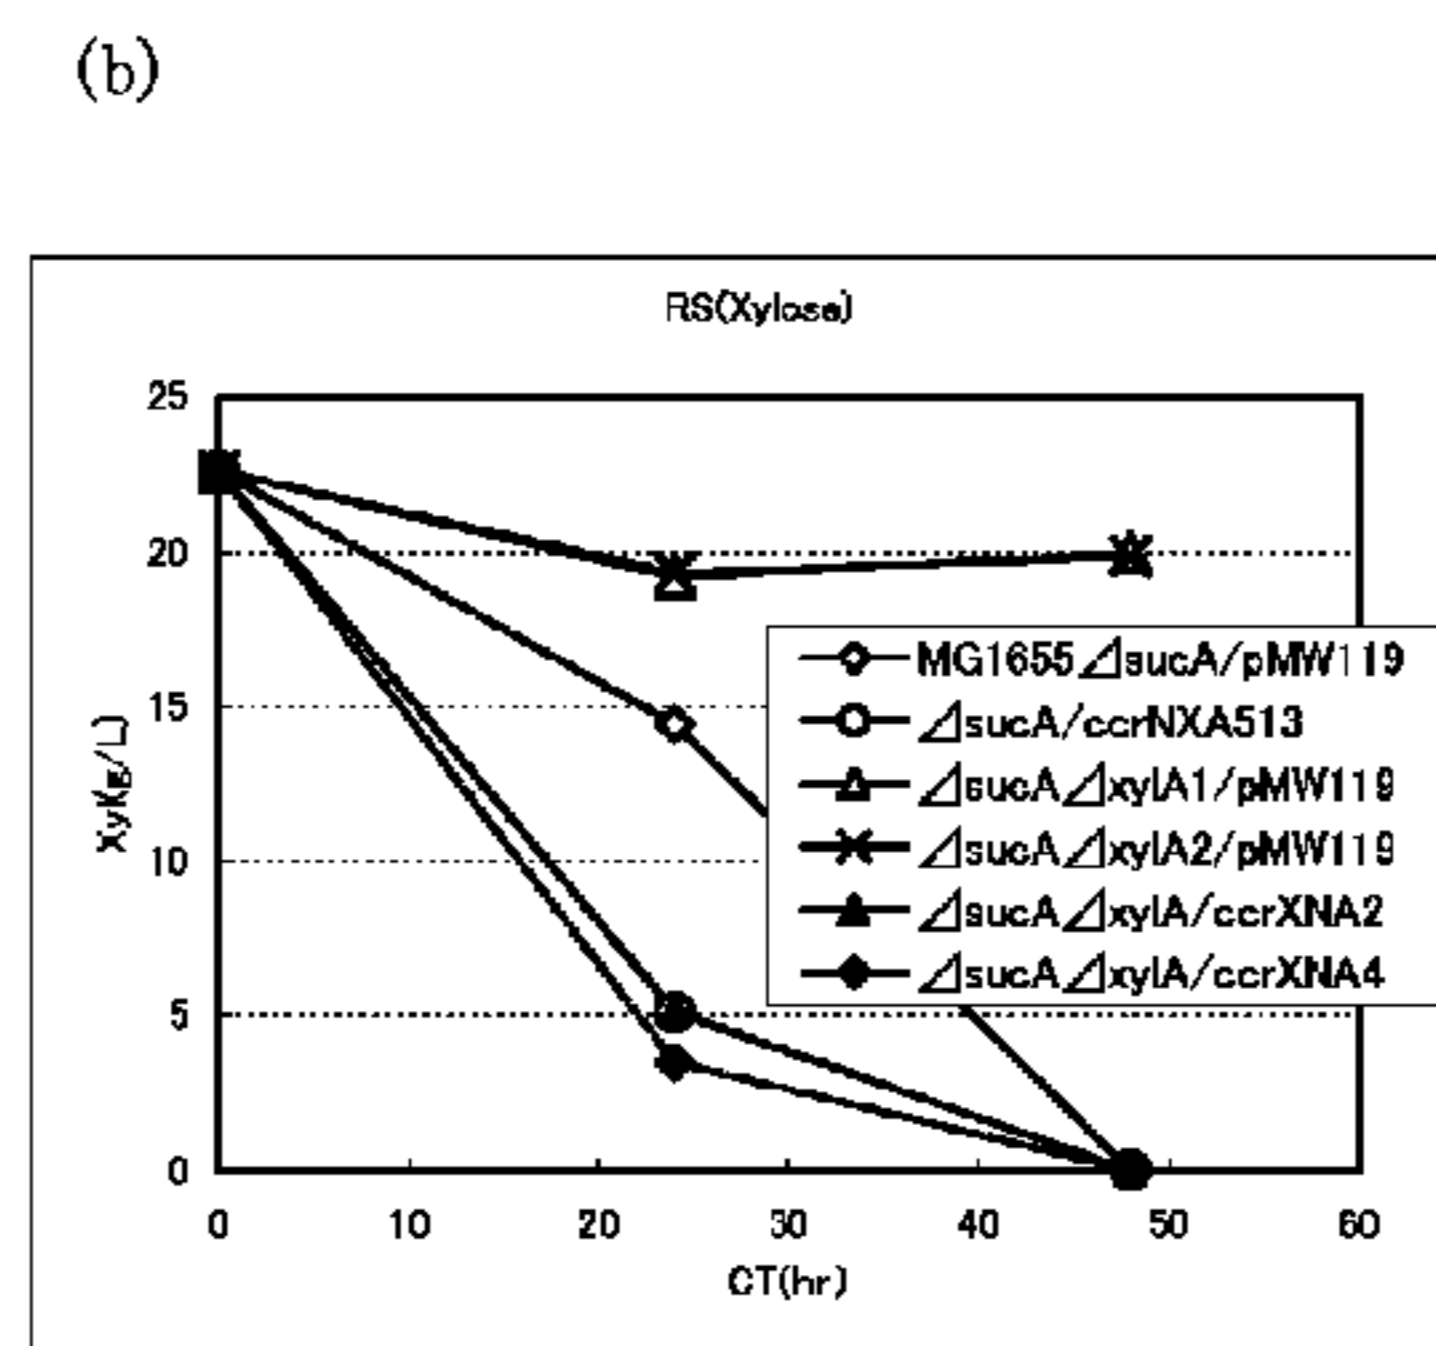 (b)
RS(Xylose)
25
20
15
10
5
0
Xyl(g/L)
0 10 20 30 40 50 60
CT(hr)
MG1655⊿sucA/pMW119
⊿sucA/ccrNXA513
⊿sucA⊿xylA1/pMW119
⊿sucA⊿xylA2/pMW119
⊿sucA⊿xylA/ccrXNA2
⊿sucA⊿xylA/ccrXNA4